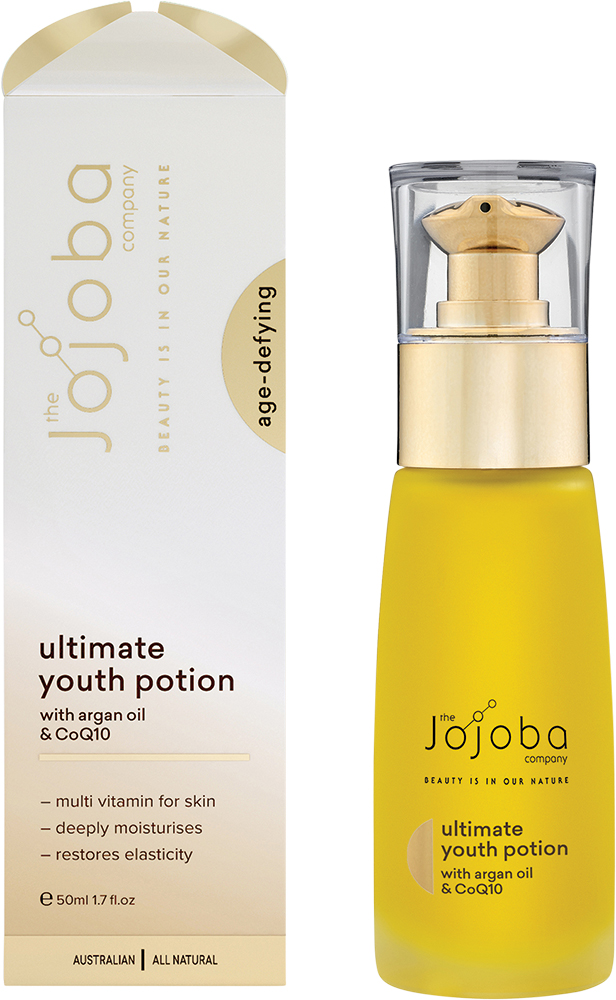 the
Jojoba
company
BEAUTY IS IN OUR NATURE
age-defying
ultimate
youth potion
with argan oil
& CoQ10
– multi vitamin for skin
– deeply moisturises
– restores elasticity
℮ 50ml 1.7 fl.oz
AUSTRALIAN | ALL NATURAL
the
Jojoba
company
BEAUTY IS IN OUR NATURE
ultimate
youth potion
with argan oil
& CoQ10